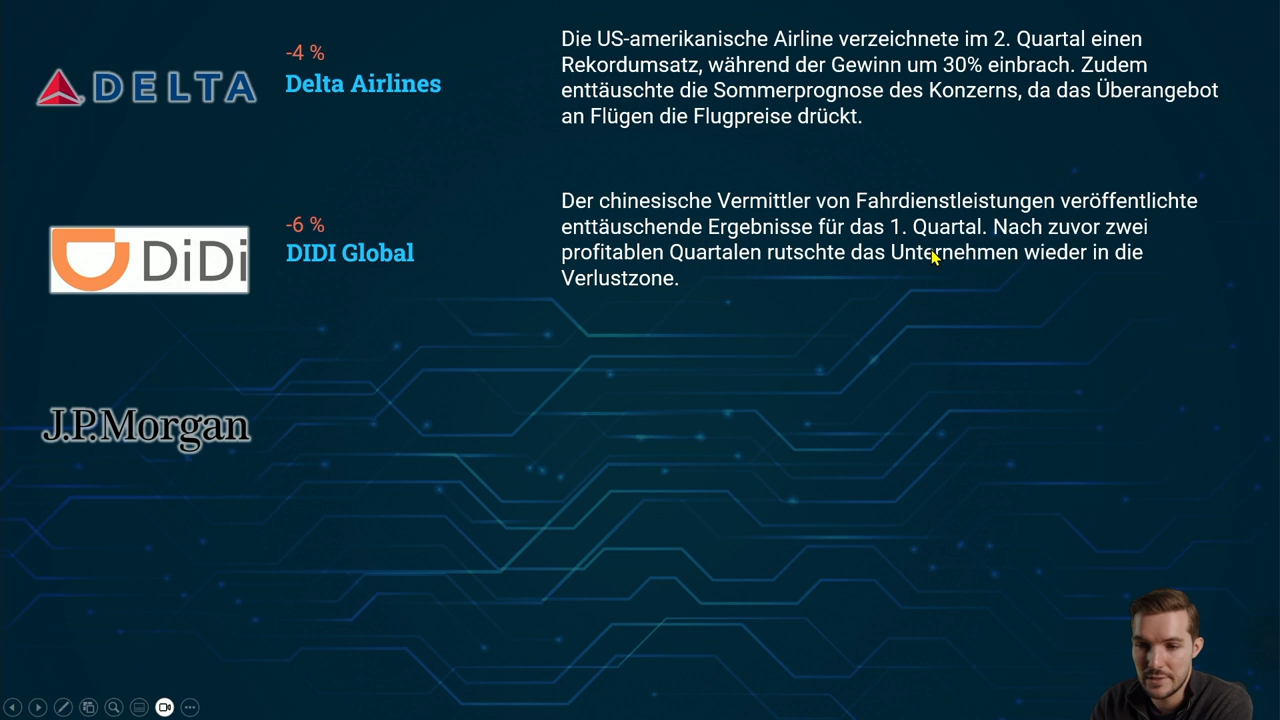 DELTA
-4 %
Delta Airlines
Die US-amerikanische Airline verzeichnete im 2. Quartal einen
Rekordumsatz, während der Gewinn um 30% einbrach. Zudem
enttäuschte die Sommerprognose des Konzerns, da das Überangebot
an Flügen die Flugpreise drückt.
DiDi
-6 %
DIDI Global
Der chinesische Vermittler von Fahrdienstleistungen veröffentlichte
enttäuschende Ergebnisse für das 1. Quartal. Nach zuvor zwei
profitablen Quartalen rutschte das Unternehmen wieder in die
Verlustzone.
J.P.Morgan